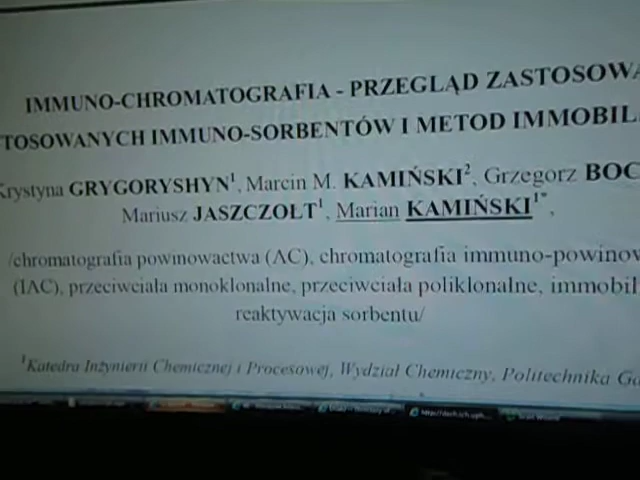 IMMUNO-CHROMATOGRAFIA - PRZEGLĄD ZASTOSOWA
TOSOWANYCH IMMUNO-SORBENTÓW I METOD IMMOBIL
Krystyna GRYGORYSHYN¹, Marcin M. KAMIŃSKI², Grzegorz BOC
Mariusz JASZCZOŁT¹, Marian KAMIŃSKI¹*,
/chromatografia powinowactwa (AC), chromatografia immuno-powinow
(IAC), przeciwciała monoklonalne, przeciwciała poliklonalne, immobil
reaktywacja sorbentu/
¹Katedra Inżynierii Chemicznej i Procesowej, Wydział Chemiczny, Politechnika Gd